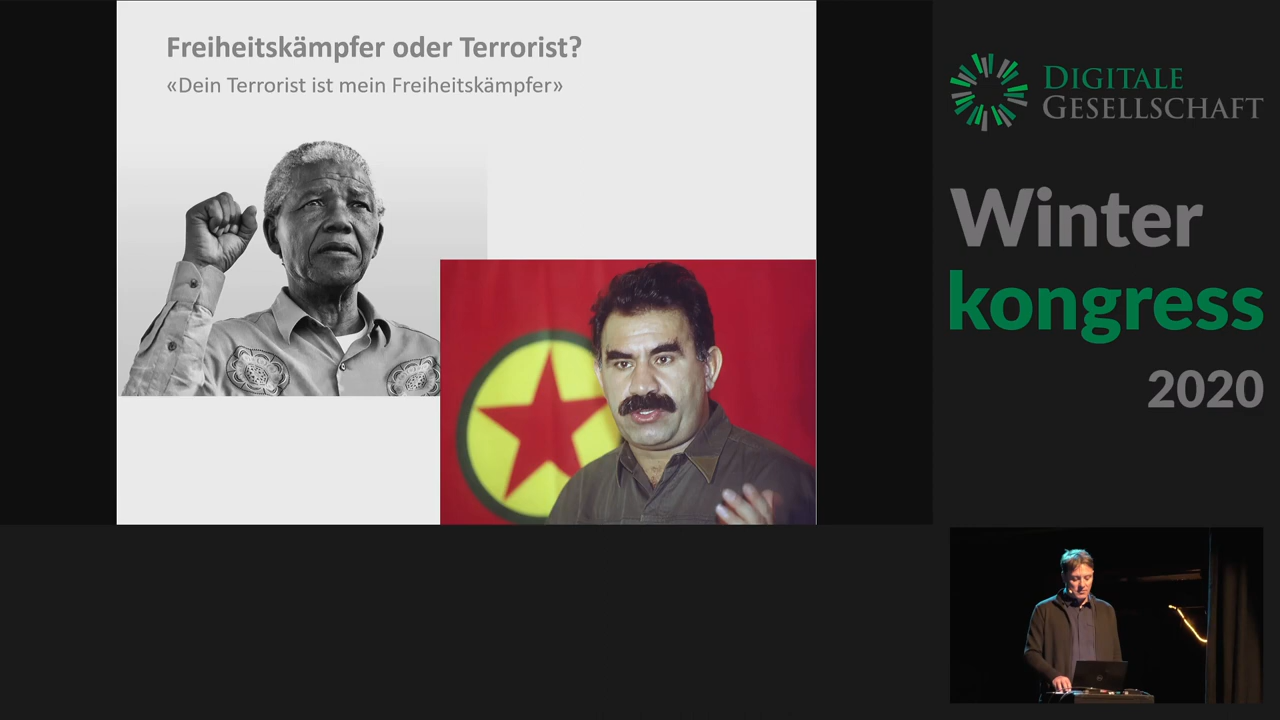 Freiheitskämpfer oder Terrorist?
«Dein Terrorist ist mein Freiheitskämpfer»
DIGITALE
GESELLSCHAFT
Winter
kongress
2020